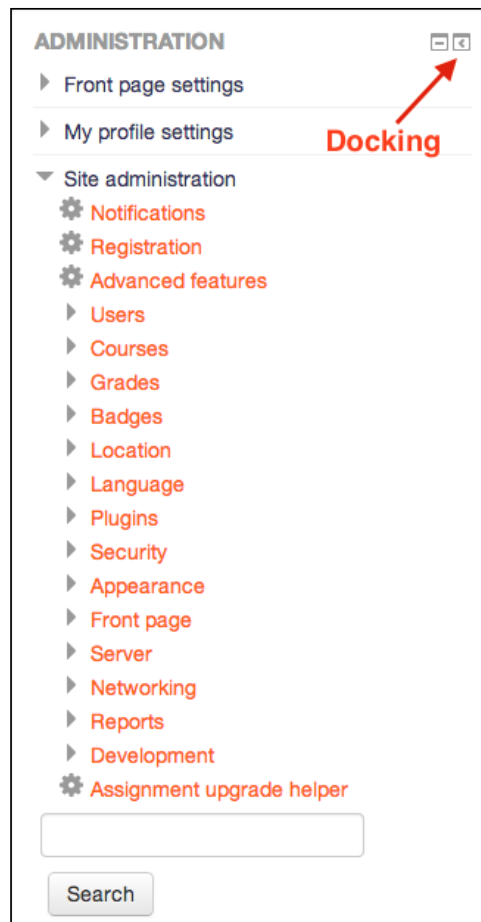 ADMINISTRATION
Front page settings
My profile settings
Docking
Site administration
Notifications
Registration
Advanced features
Users
Courses
Grades
Badges
Location
Language
Plugins
Security
Appearance
Front page
Server
Networking
Reports
Development
Assignment upgrade helper
Search